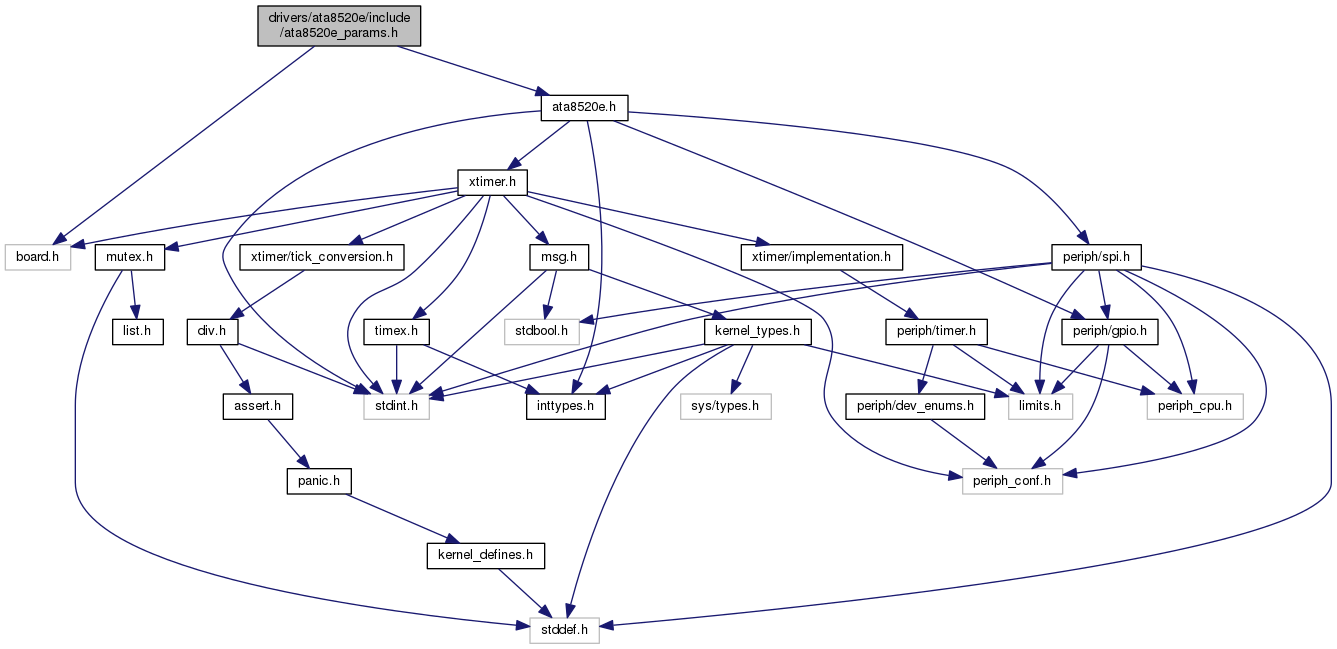 drivers/ata8520e/include
/ata8520e_params.h
ata8520e.h
xtimer.h
board.h
mutex.h
xtimer/tick_conversion.h
msg.h
xtimer/implementation.h
periph/spi.h
list.h
div.h
timex.h
stdbool.h
kernel_types.h
periph/timer.h
periph/gpio.h
assert.h
stdint.h
inttypes.h
sys/types.h
periph/dev_enums.h
limits.h
periph_cpu.h
panic.h
periph_conf.h
kernel_defines.h
stddef.h